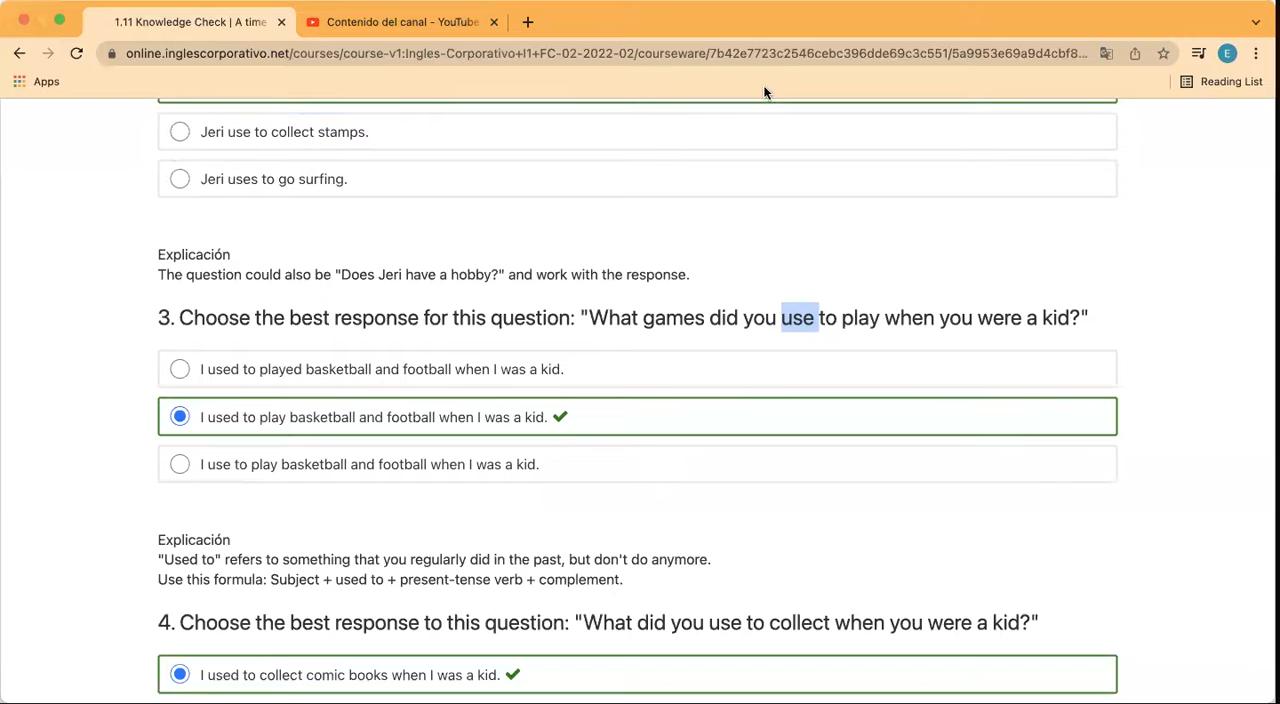 1.11 Knowledge Check | A time
Contenido del canal - YouTube
online.inglescorporativo.net/courses/course-v1:Ingles-Corporativo+I1+FC-02-2022-02/courseware/7b42e7723c2546cebc396dde69c3c551/5a9953e69a9d4cbf8...
E
Apps
Reading List
Jeri use to collect stamps.
Jeri uses to go surfing.
Explicación
The question could also be "Does Jeri have a hobby?" and work with the response.
3. Choose the best response for this question: "What games did you use to play when you were a kid?"
I used to played basketball and football when I was a kid.
I used to play basketball and football when I was a kid.
I use to play basketball and football when I was a kid.
Explicación
"Used to" refers to something that you regularly did in the past, but don't do anymore.
Use this formula: Subject + used to + present-tense verb + complement.
4. Choose the best response to this question: "What did you use to collect when you were a kid?"
I used to collect comic books when I was a kid.